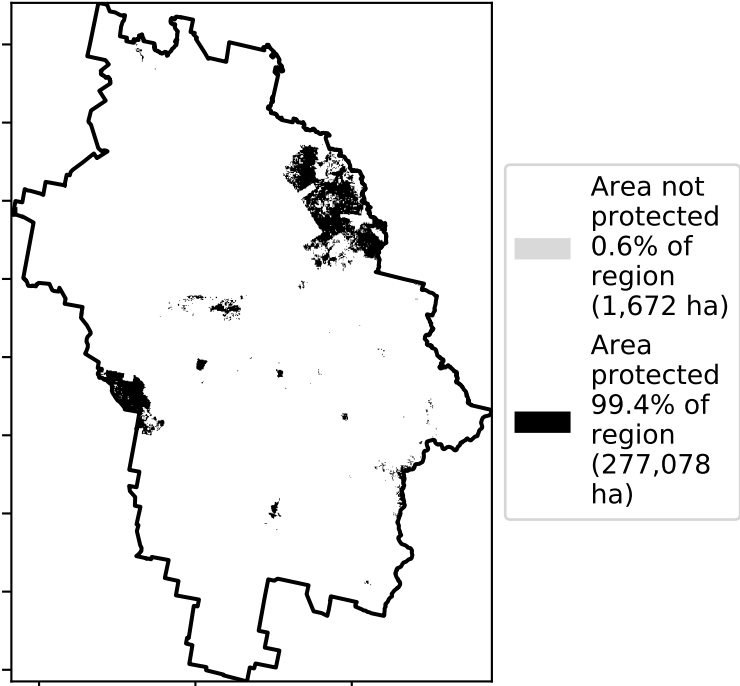 Area not
protected
0.6% of
region
(1,672 ha)
Area
protected
99.4% of
region
(277,078
ha)